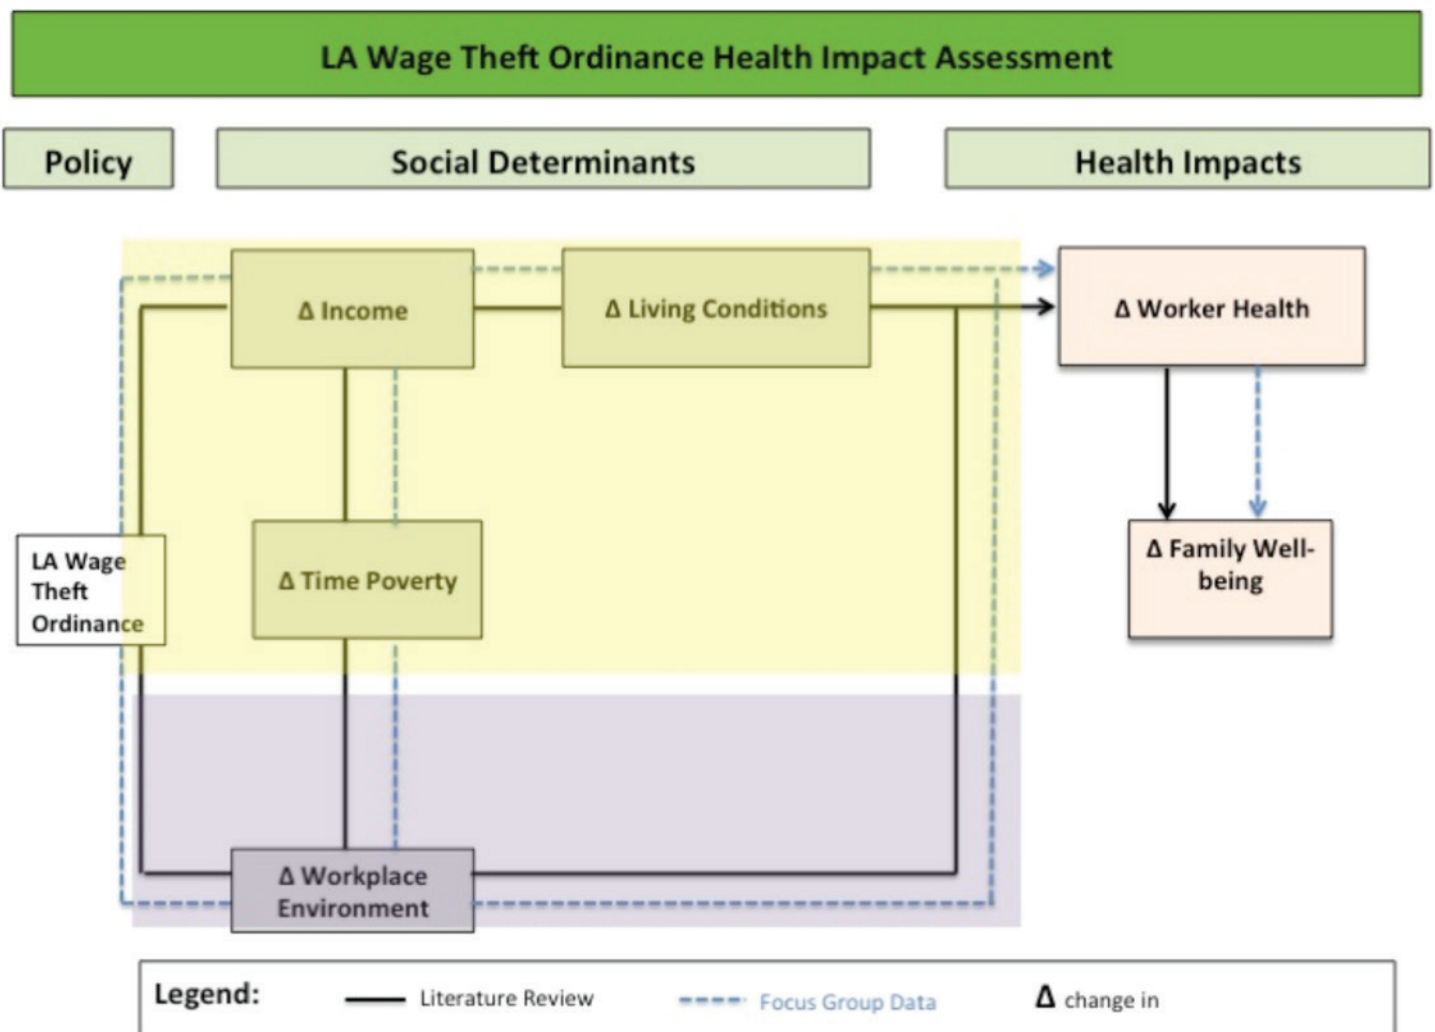 LA Wage Theft Ordinance Health Impact Assessment
Policy
Social Determinants
Health Impacts
Δ Income
Δ Living Conditions
Δ Worker Health
LA Wage
Theft
Ordinance
Δ Time Poverty
Δ Family Well-
being
Δ Workplace
Environment
Legend:
Literature Review
Focus Group Data
Δ change in